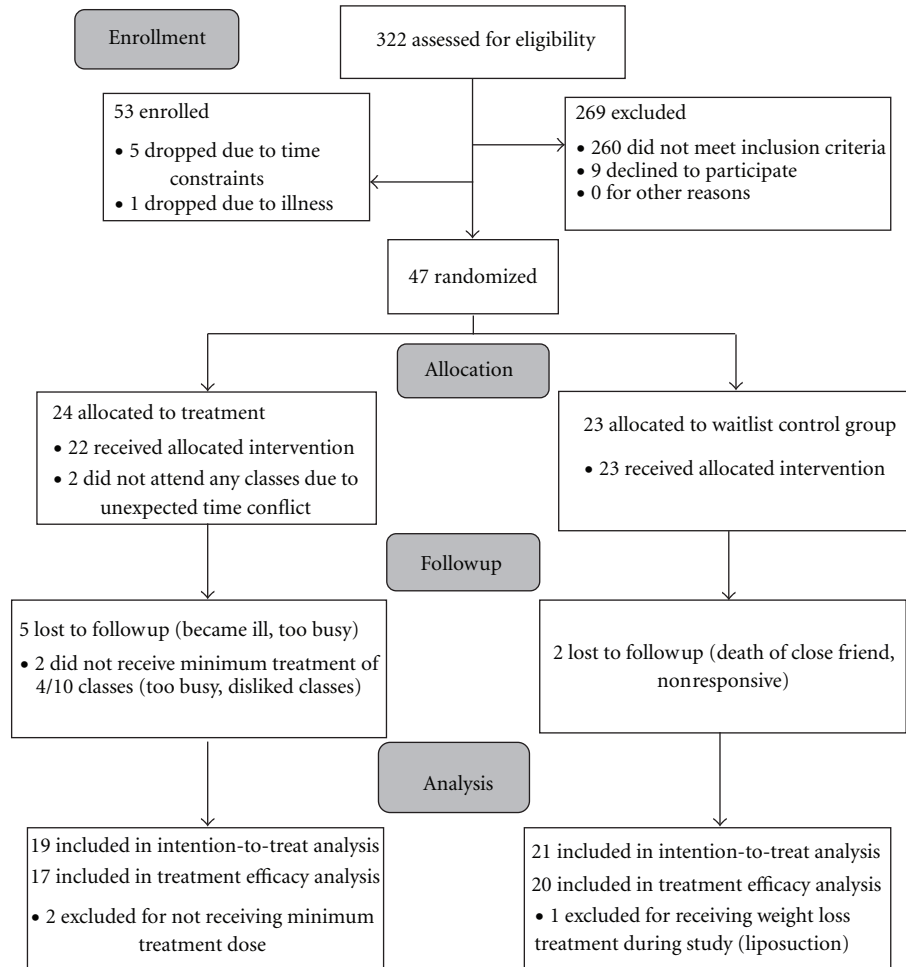 Enrollment
322 assessed for eligibility
53 enrolled
• 5 dropped due to time
constraints
• 1 dropped due to illness
269 excluded
• 260 did not meet inclusion criteria
• 9 declined to participate
• 0 for other reasons
47 randomized
Allocation
24 allocated to treatment
• 22 received allocated intervention
• 2 did not attend any classes due to
unexpected time conflict
23 allocated to waitlist control group
• 23 received allocated intervention
Followup
5 lost to followup (became ill, too busy)
• 2 did not receive minimum treatment of
4/10 classes (too busy, disliked classes)
2 lost to followup (death of close friend,
nonresponsive)
Analysis
19 included in intention-to-treat analysis
17 included in treatment efficacy analysis
• 2 excluded for not receiving minimum
treatment dose
21 included in intention-to-treat analysis
20 included in treatment efficacy analysis
• 1 excluded for receiving weight loss
treatment during study (liposuction)